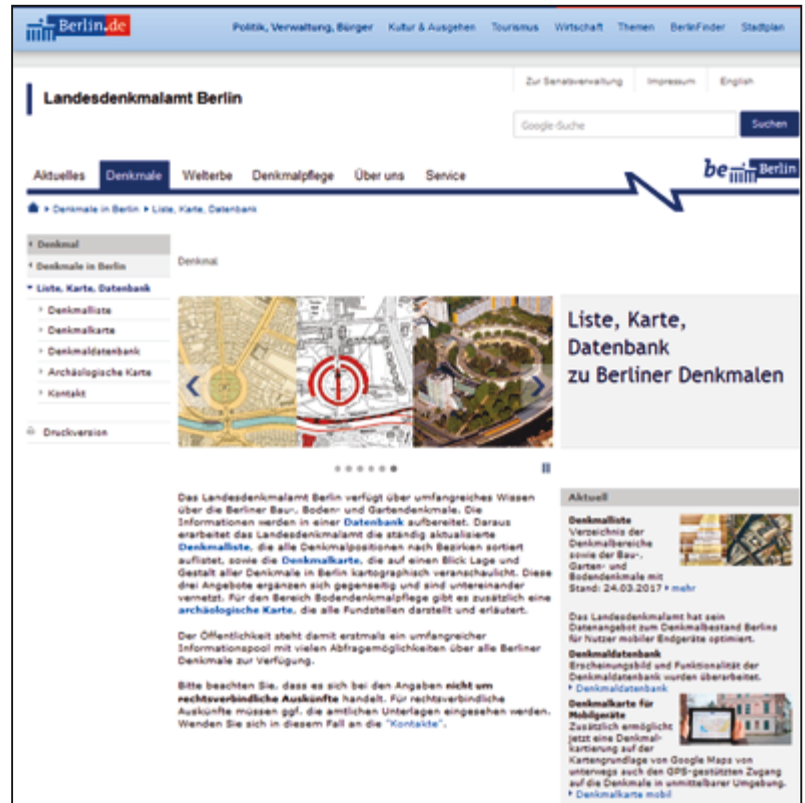 Berlin.de
Politik, Verwaltung, Bürger Kultur & Ausgehen Tourismus Wirtschaft Themen BerlinFinder Stadtplan
Zur Senatsverwaltung Impressum English
Landesdenkmalamt Berlin
Google-Suche Suchen
Aktuelles Denkmale Welterbe Denkmalpflege Über uns Service
be Berlin
Denkmale in Berlin Liste, Karte, Datenbank
Denkmal
Denkmale in Berlin
Liste, Karte, Datenbank
Denkmalliste
Denkmalkarte
Denkmaldatenbank
Archäologische Karte
Kontakt
Druckversion
Denkmal
Liste, Karte,
Datenbank
zu Berliner Denkmalen
Das Landesdenkmalamt Berlin verfügt über umfangreiches Wissen
über die Berliner Bau-, Boden- und Gartendenkmale. Die
Informationen werden in einer Datenbank aufbereitet. Daraus
erarbeitet das Landesdenkmalamt die ständig aktualisierte
Denkmalliste, die alle Denkmalpositionen nach Bezirken sortiert
auflistet, sowie die Denkmalkarte, die auf einen Blick Lage und
Gestalt aller Denkmale in Berlin kartographisch veranschaulicht. Diese
drei Angebote ergänzen sich gegenseitig und sind untereinander
vernetzt. Für den Bereich Bodendenkmalpflege gibt es zusätzlich eine
archäologische Karte, die alle Fundstellen darstellt und erläutert.
Der Öffentlichkeit steht damit erstmals ein umfangreicher
Informationspool mit vielen Abfragemöglichkeiten über alle Berliner
Denkmale zur Verfügung.
Bitte beachten Sie, dass es sich bei den Angaben nicht um
rechtsverbindliche Auskünfte handelt. Für rechtsverbindliche
Auskünfte müssen ggf. die amtlichen Unterlagen eingesehen werden.
Wenden Sie sich in diesem Fall an die "Kontakte".
Aktuell
Denkmalliste
Verzeichnis der
Denkmalbereiche
sowie der Bau-,
Garten- und
Bodendenkmale mit
Stand: 24.03.2017 mehr
Das Landesdenkmalamt hat sein
Datenangebot zum Denkmalbestand Berlins
für Nutzer mobiler Endgeräte optimiert.
Denkmaldatenbank
Erscheinungsbild und Funktionalität der
Denkmaldatenbank wurden überarbeitet.
Denkmaldatenbank
Denkmalkarte für
Mobilgeräte
Zusätzlich ermöglicht
jetzt eine Denkmal-
kartierung auf der
Kartengrundlage von Google Maps von
unterwegs auch den GPS-gestützten Zugang
auf die Denkmale in unmittelbarer Umgebung.
Denkmalkarte mobil